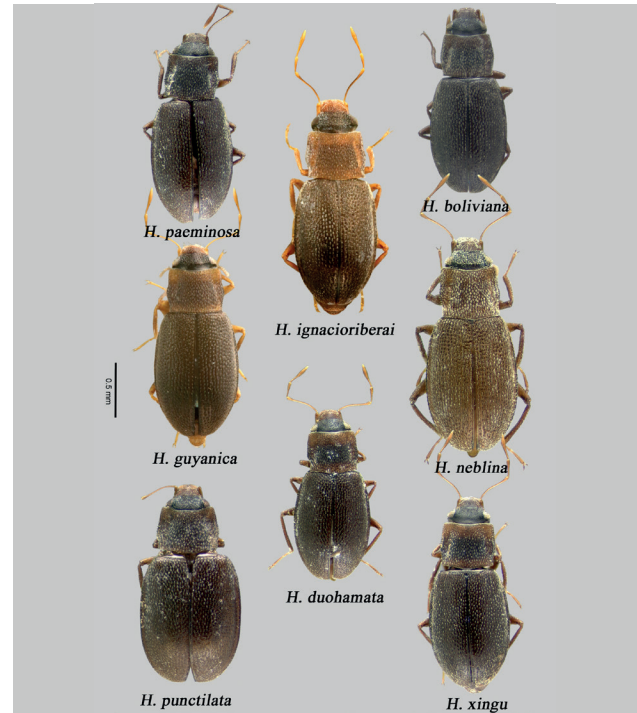 H. paeminosa
H. ignacioriberai
H. boliviana
H. guyanica
0.5 mm
H. neblina
H. duohamata
H. punctilata
H. xingu